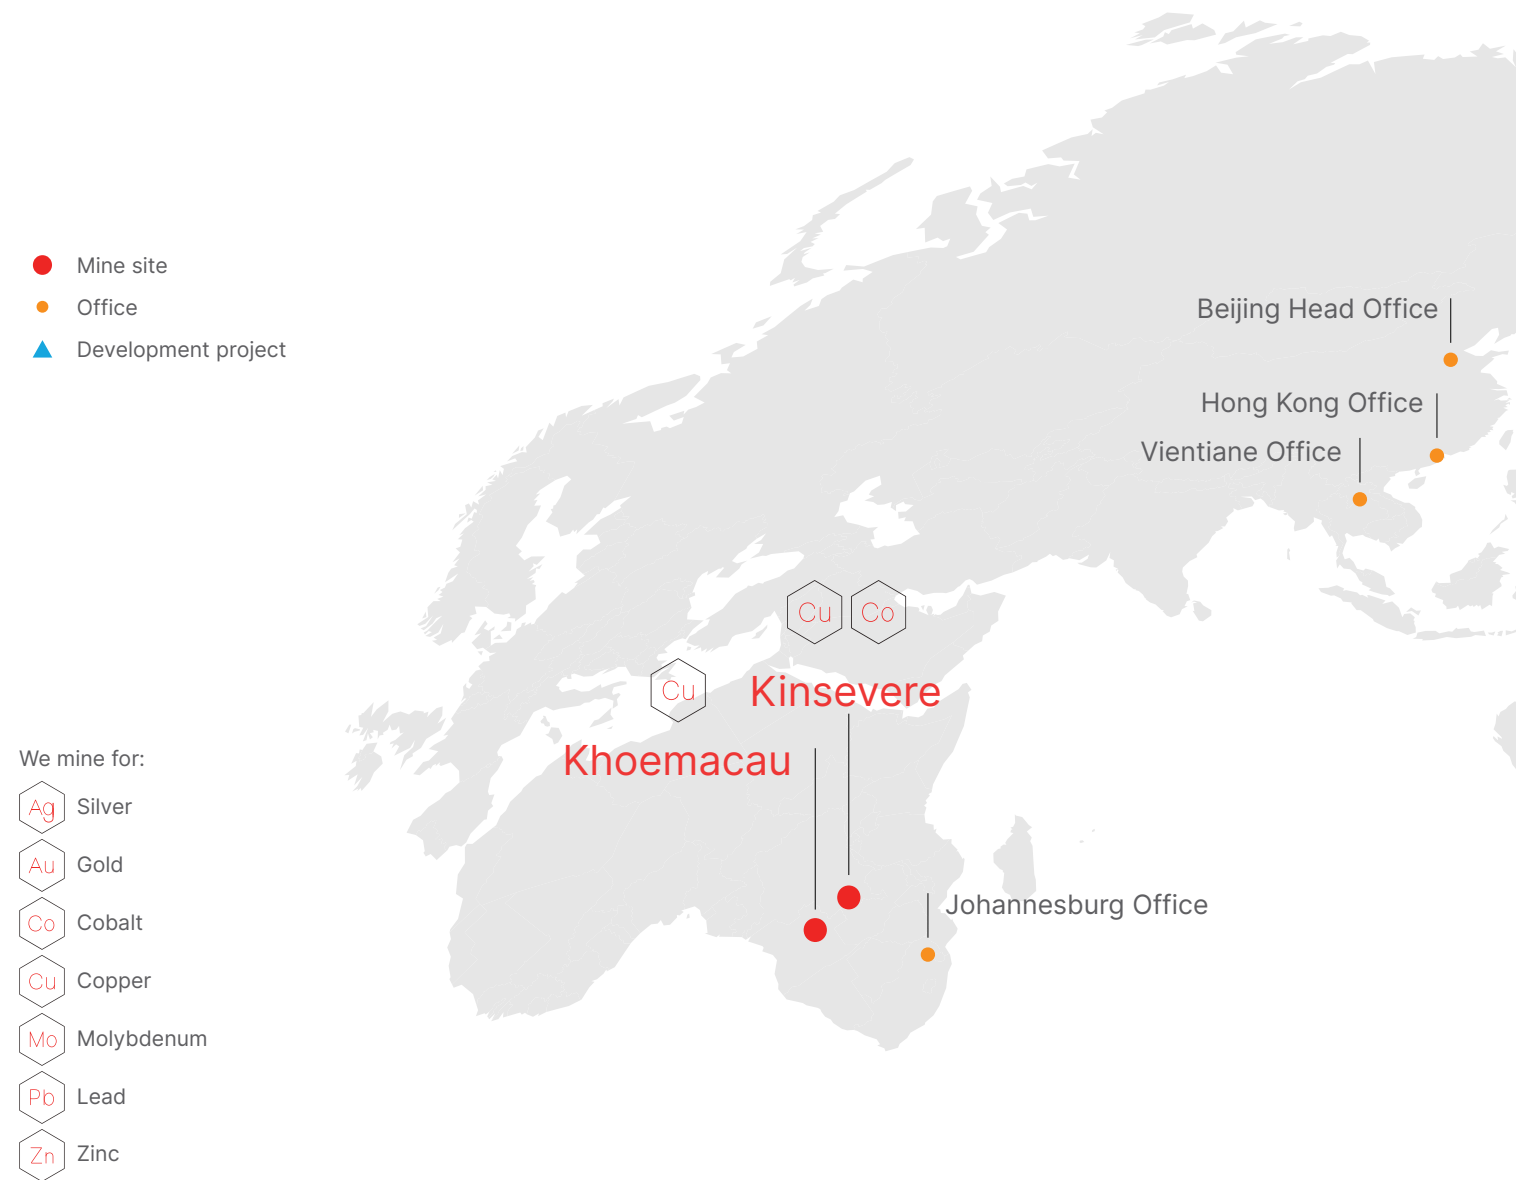 Mine site
Office
Development project
Beijing Head Office
Hong Kong Office
Vientiane Office
Cu Co
Kinsevere
Cu
Khoemacau
Johannesburg Office
We mine for:
Ag Silver
Au Gold
Co Cobalt
Cu Copper
Mo Molybdenum
Pb Lead
Zn Zinc